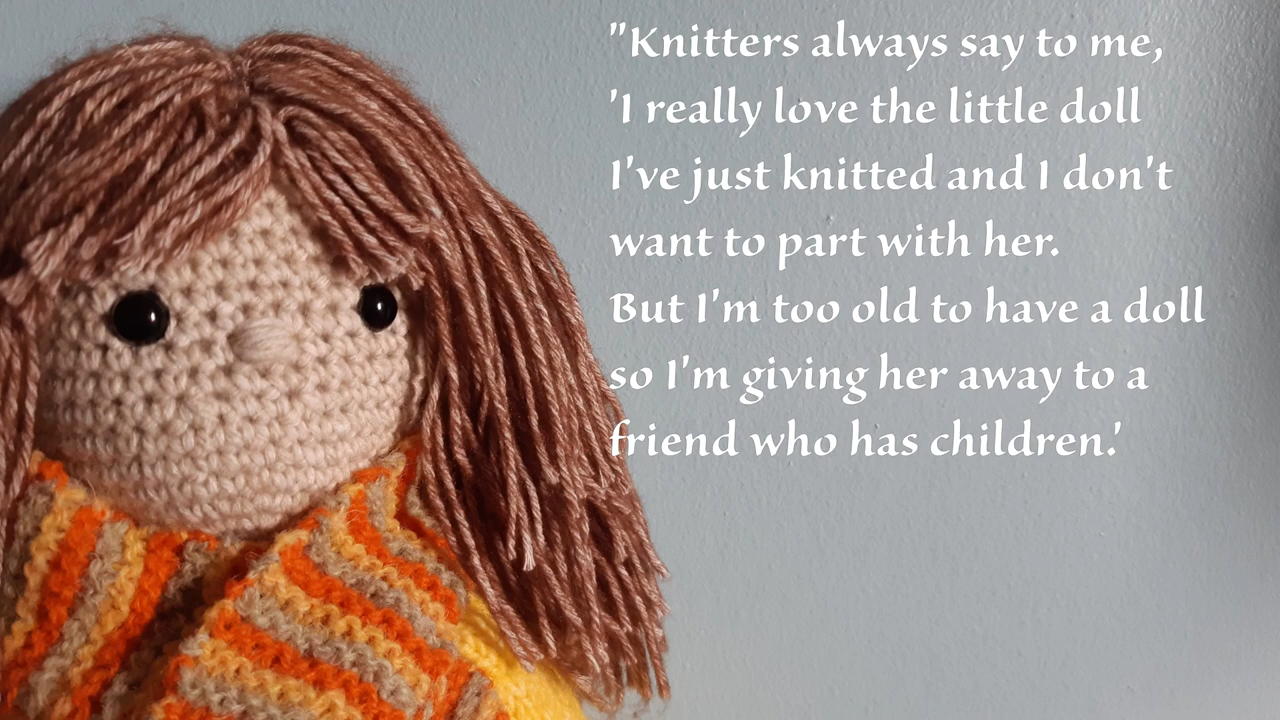 "Knitters always say to me,
'I really love the little doll
I've just knitted and I don't
want to part with her.
But I'm too old to have a doll
so I'm giving her away to a
friend who has children.'